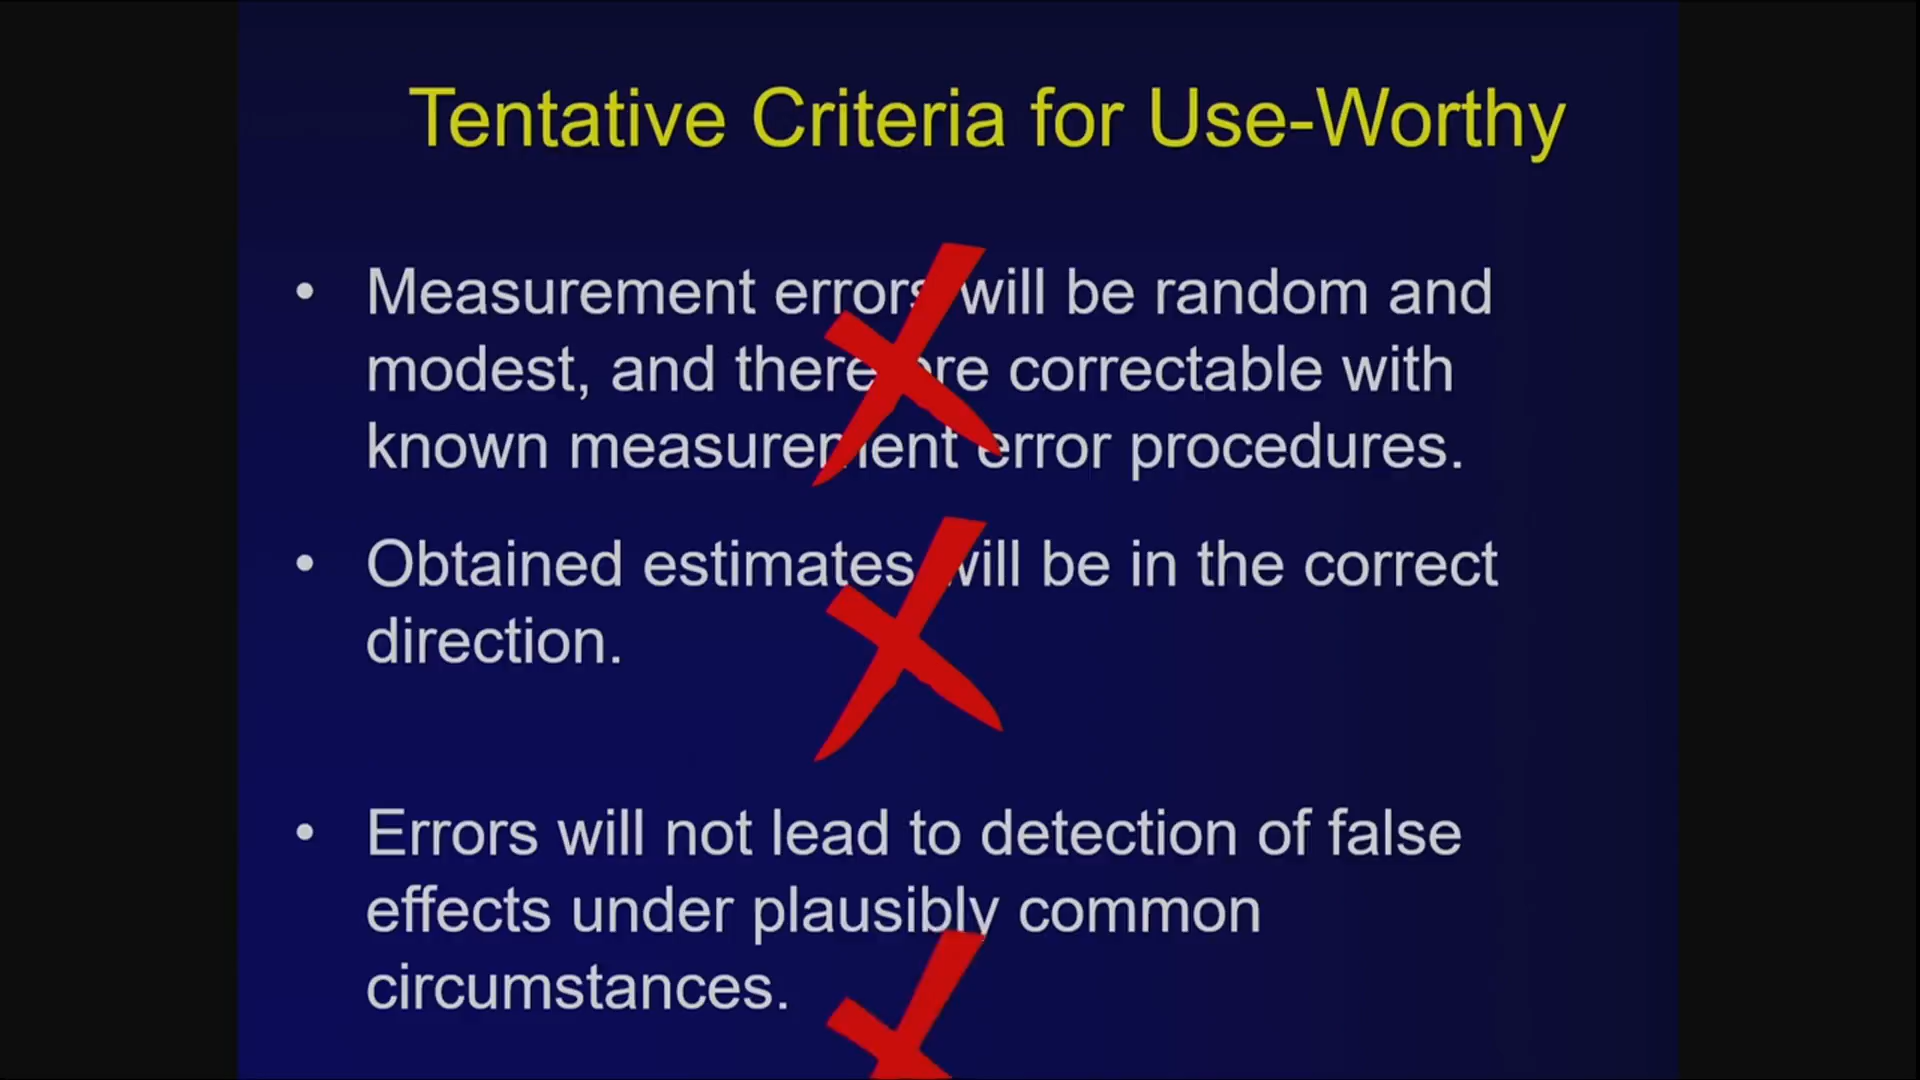 Tentative Criteria for Use-Worthy
• Measurement errors will be random and
modest, and therefore correctable with
known measurement error procedures.
• Obtained estimates will be in the correct
direction.
• Errors will not lead to detection of false
effects under plausibly common
circumstances.